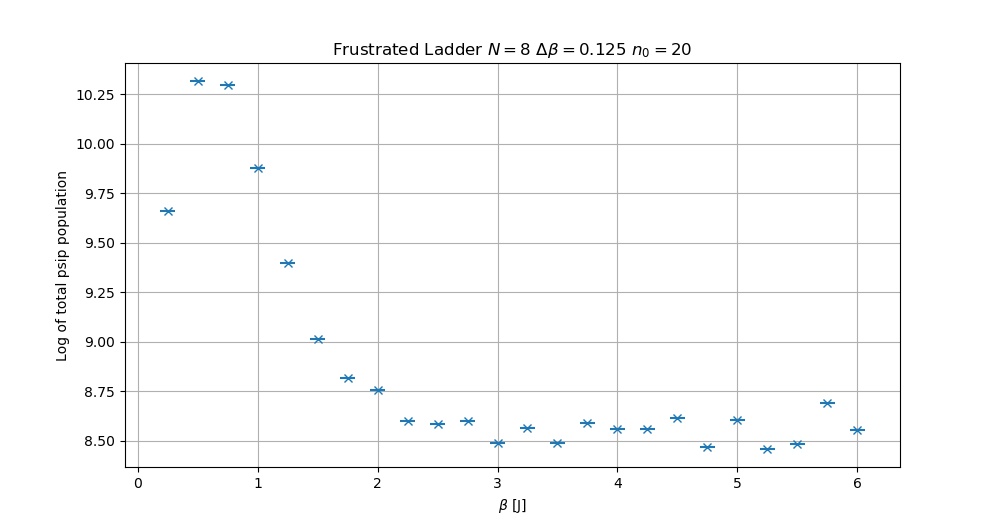 Frustrated Ladder N = 8 Δβ = 0.125 n₀ = 20
Log of total psip population
10.25
10.00
9.75
9.50
9.25
9.00
8.75
8.50
0 1 2 3 4 5 6
β [J]